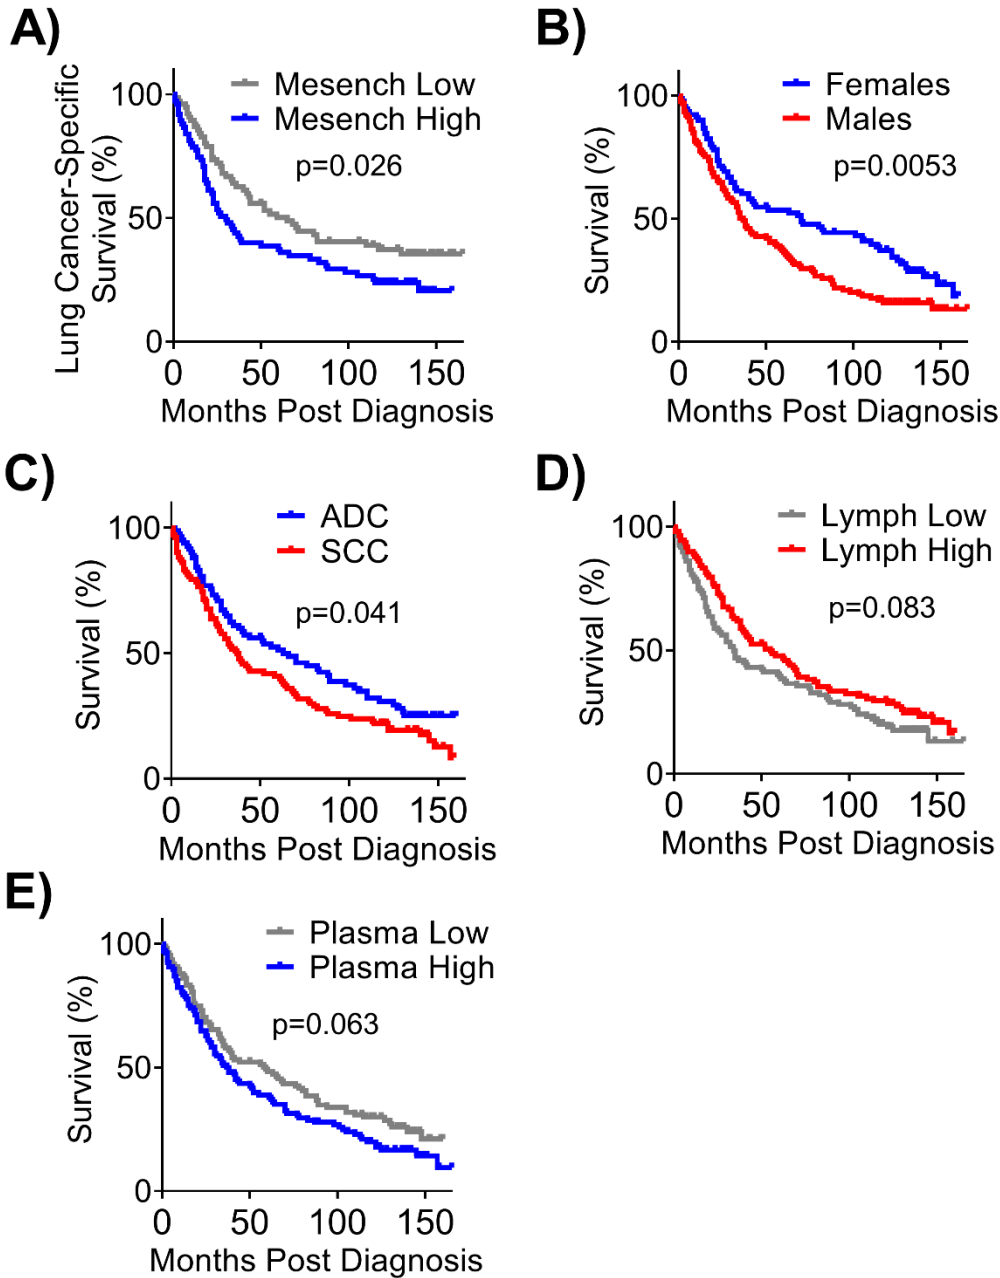 A)
Lung Cancer-Specific
Survival (%)
100
50
0
Mesench Low
Mesench High
p=0.026
0 50 100 150
Months Post Diagnosis
B)
Survival (%)
100
50
0
Females
Males
p=0.0053
0 50 100 150
Months Post Diagnosis
C)
Survival (%)
100
50
0
ADC
SCC
p=0.041
0 50 100 150
Months Post Diagnosis
D)
Survival (%)
100
50
0
Lymph Low
Lymph High
p=0.083
0 50 100 150
Months Post Diagnosis
E)
Survival (%)
100
50
0
Plasma Low
Plasma High
p=0.063
0 50 100 150
Months Post Diagnosis